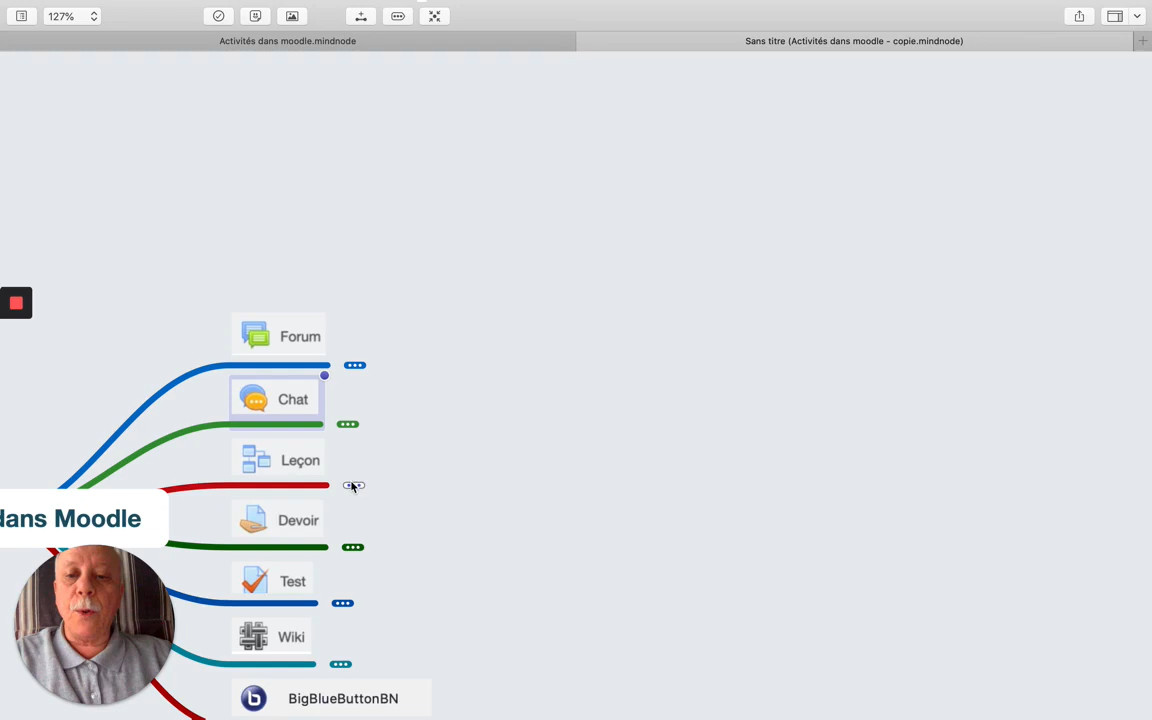 127%
Activités dans moodle.mindnode
Sans titre (Activités dans moodle - copie.mindnode)
Forum
Chat
Leçon
dans Moodle
Devoir
Test
Wiki
b BigBlueButtonBN